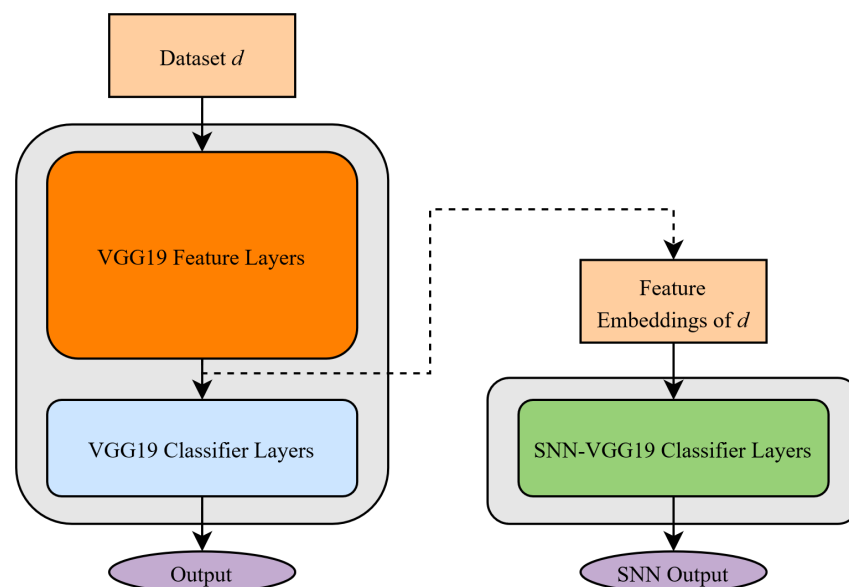 Dataset d
VGG19 Feature Layers
VGG19 Classifier Layers
Output
Feature
Embeddings of d
SNN-VGG19 Classifier Layers
SNN Output